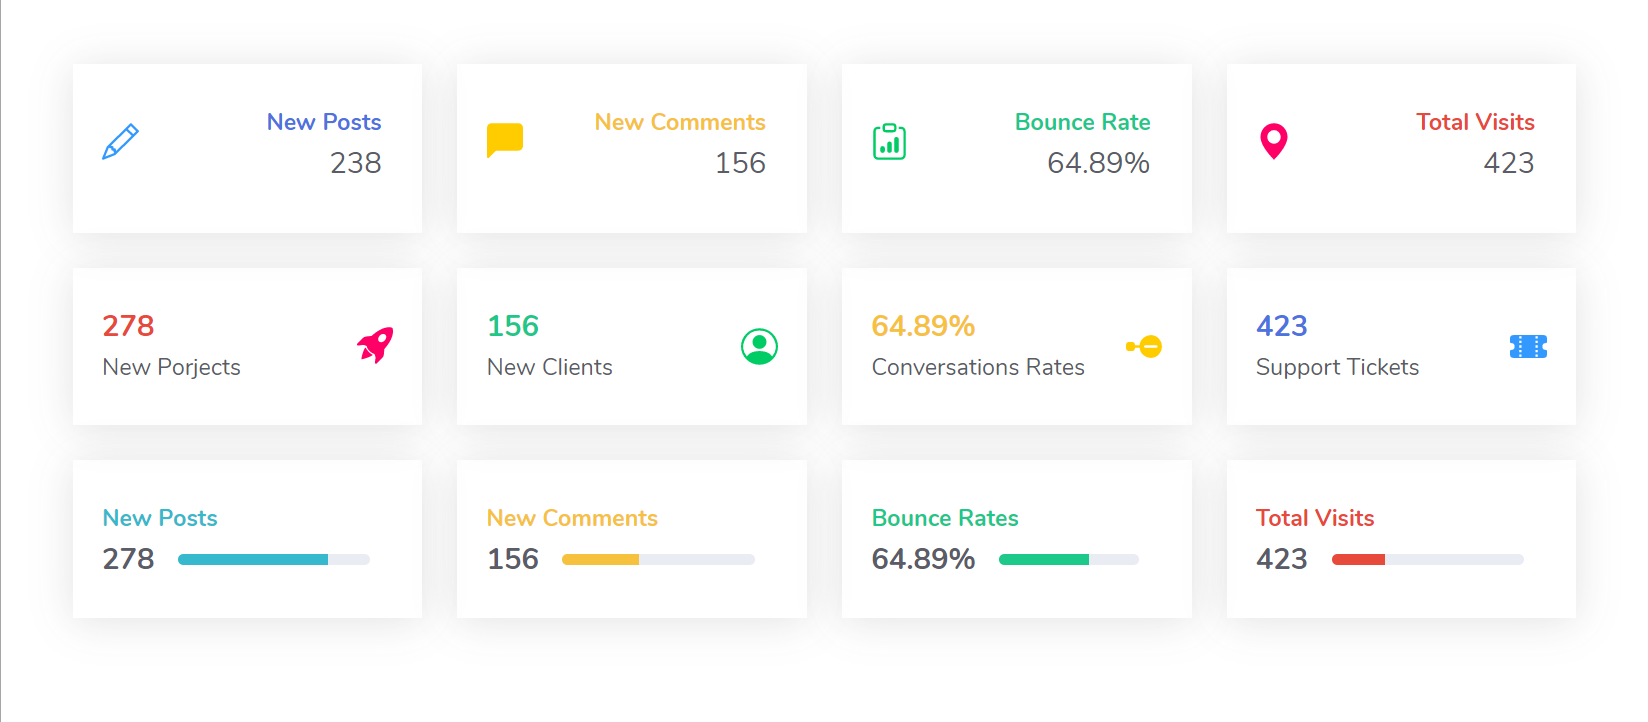 New Posts
238
New Comments
156
Bounce Rate
64.89%
Total Visits
423
278
New Porjects
156
New Clients
64.89%
Conversations Rates
423
Support Tickets
New Posts
278
New Comments
156
Bounce Rates
64.89%
Total Visits
423